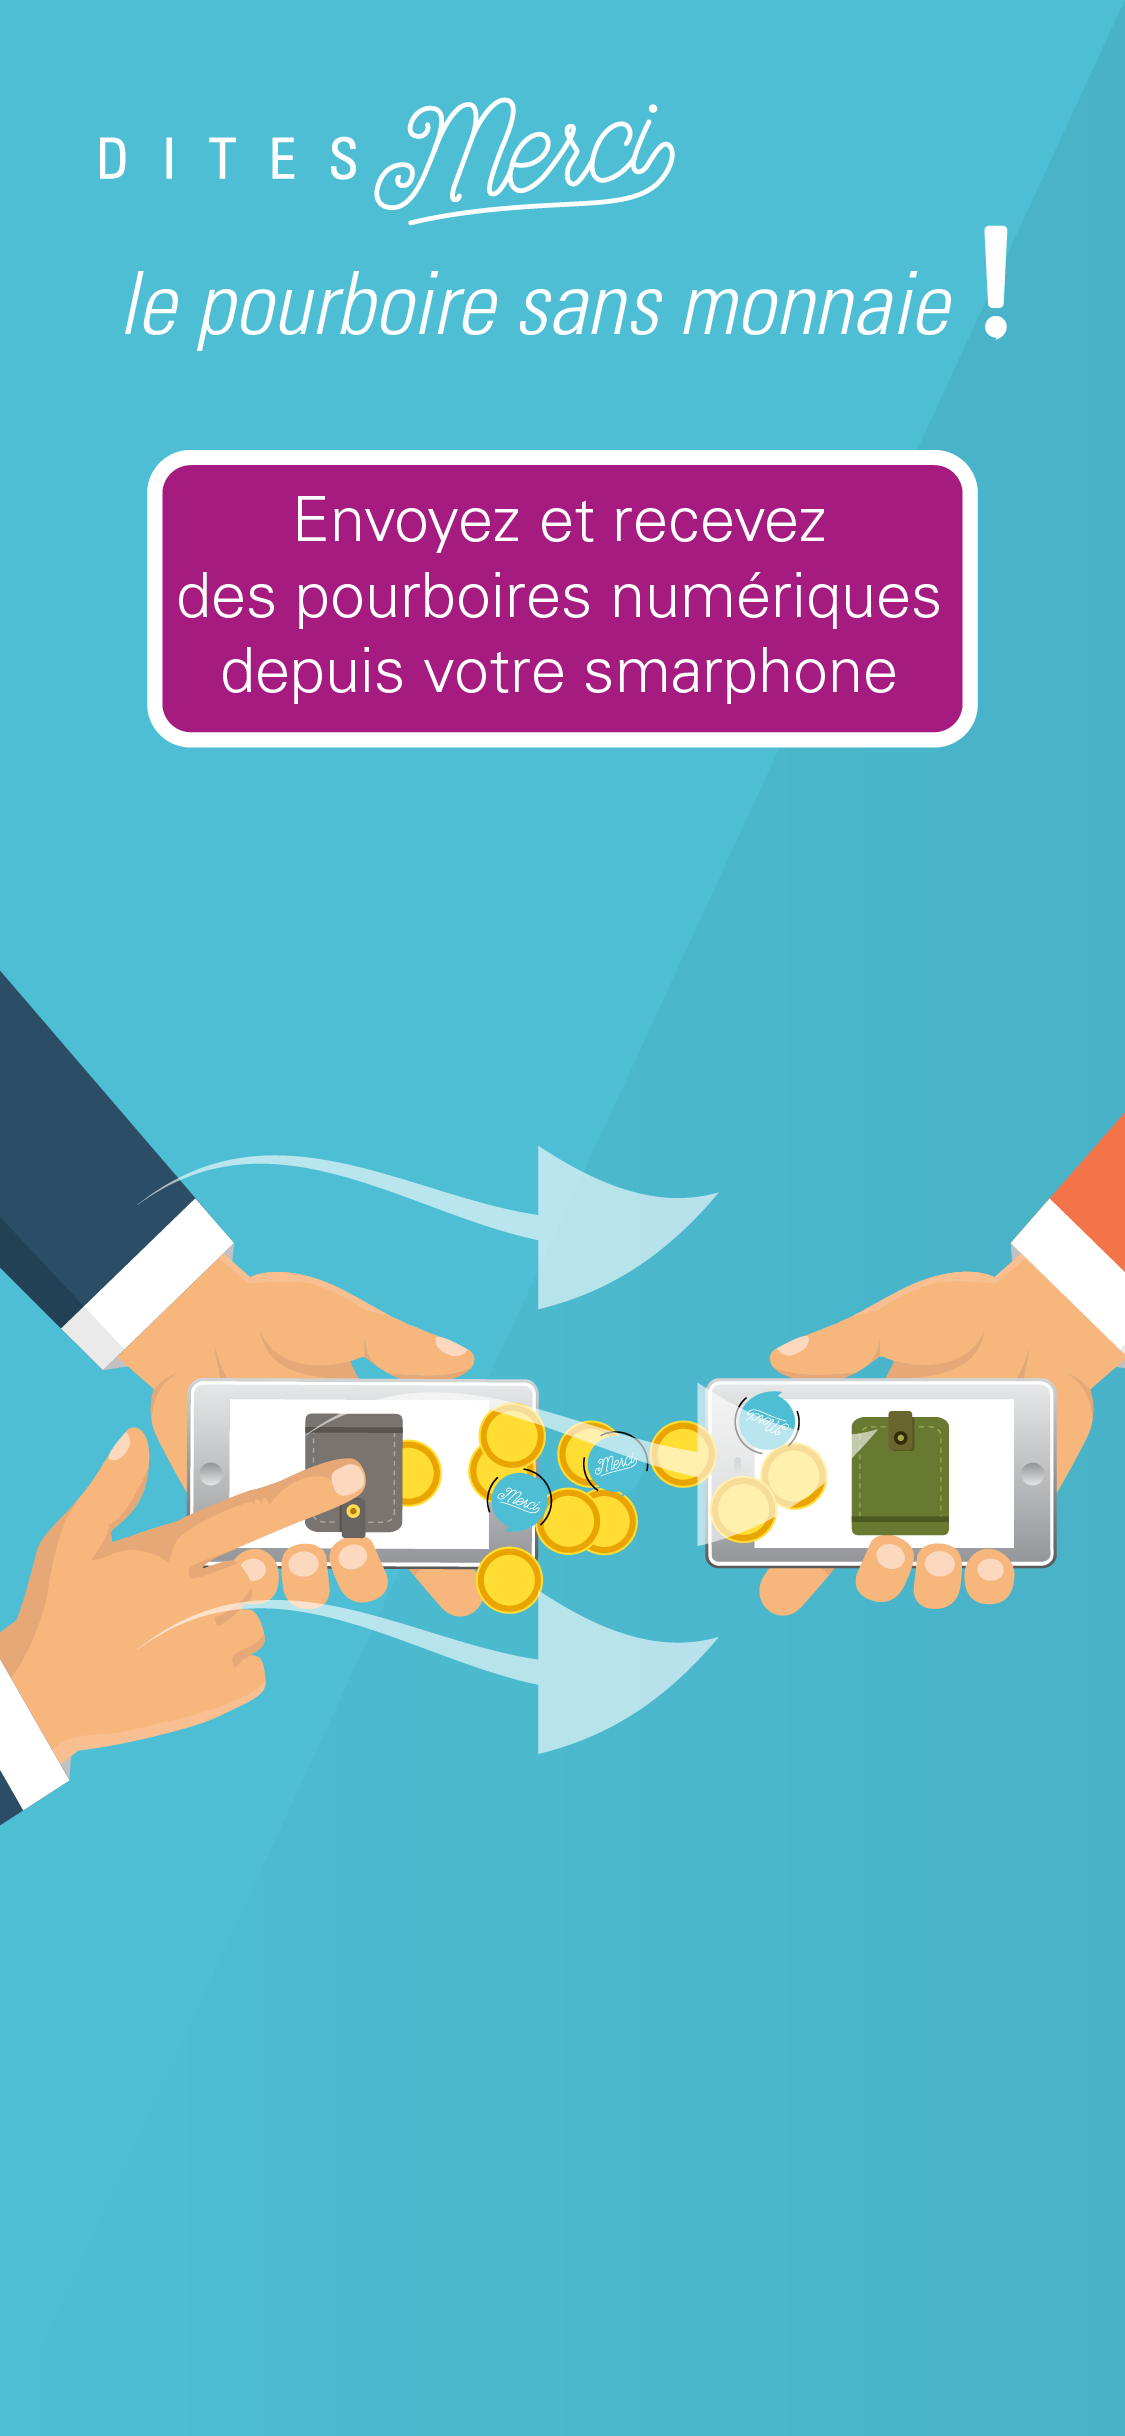 DITES Merci
le pourboire sans monnaie !
Envoyez et recevez
des pourboires numériques
depuis votre smarphone
Merci
Merci
Merci